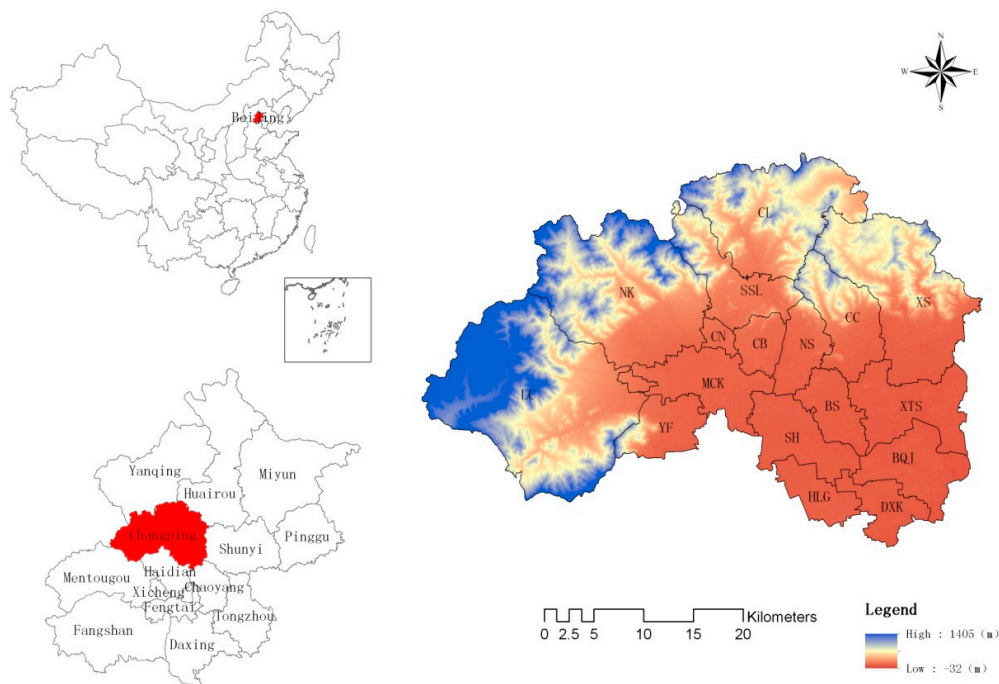 Beijing
N
W
E
S
CL
NK
SSL
XS
CC
CN
CB
NS
LC
MCK
BS
XTS
YF
SH
BQJ
HLG
DXK
Yanqing
Miyun
Huairou
Changping
Shunyi
Pinggu
Mentougou
Haidian
Xicheng
Chaoyang
Fengtai
Tongzhou
Fangshan
Daxing
Kilometers
0 2.5 5 10 15 20
Legend
High : 1405 (m)
Low : -32 (m)